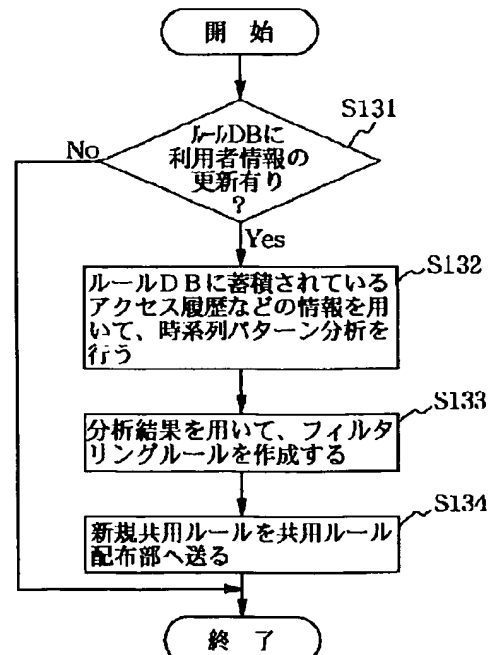 開 始
S131
ルールDBに
利用者情報の
更新有り
?
No
Yes
S132
ルールＤＢに蓄積されている
アクセス履歴などの情報を用
いて、時系列パターン分析を
行う
S133
分析結果を用いて、フィルタ
リングルールを作成する
S134
新規共用ルールを共用ルール
配布部へ送る
終 了